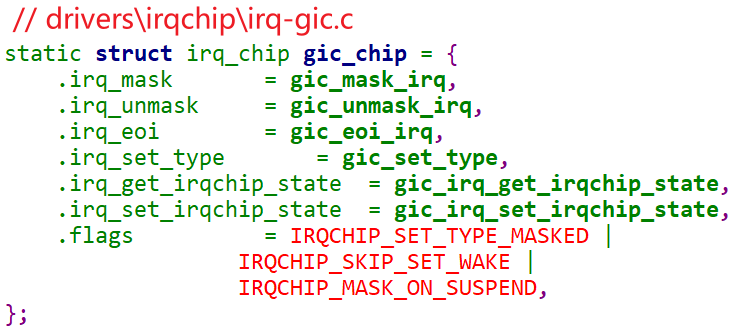 // drivers\irqchip\irq-gic.c
static struct irq_chip gic_chip = {
    .irq_mask        = gic_mask_irq,
    .irq_unmask      = gic_unmask_irq,
    .irq_eoi         = gic_eoi_irq,
    .irq_set_type        = gic_set_type,
    .irq_get_irqchip_state  = gic_irq_get_irqchip_state,
    .irq_set_irqchip_state  = gic_irq_set_irqchip_state,
    .flags           = IRQCHIP_SET_TYPE_MASKED |
                  IRQCHIP_SKIP_SET_WAKE |
                  IRQCHIP_MASK_ON_SUSPEND,
};